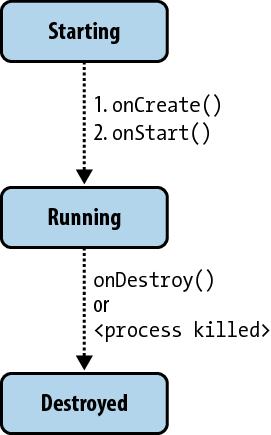 Starting
1. onCreate()
2. onStart()
Running
onDestroy()
or
<process killed>
Destroyed